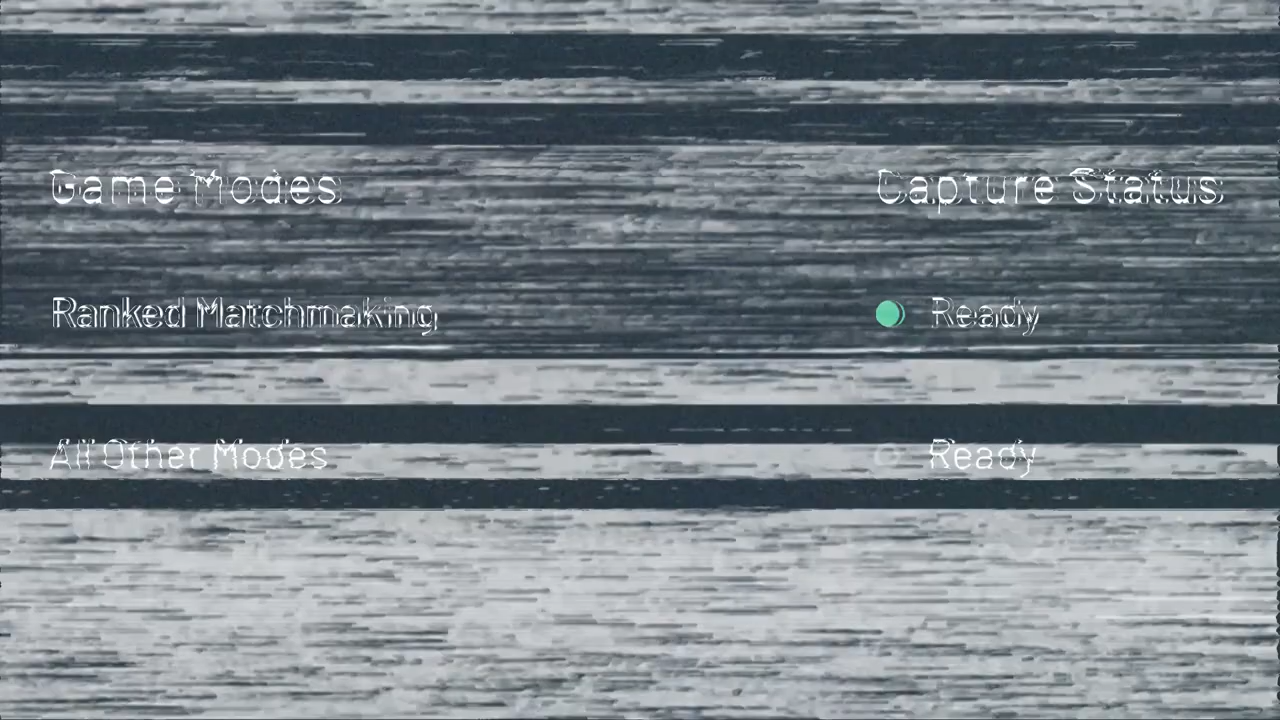 Game Modes Capture Status
Ranked Matchmaking Ready
All Other Modes Ready